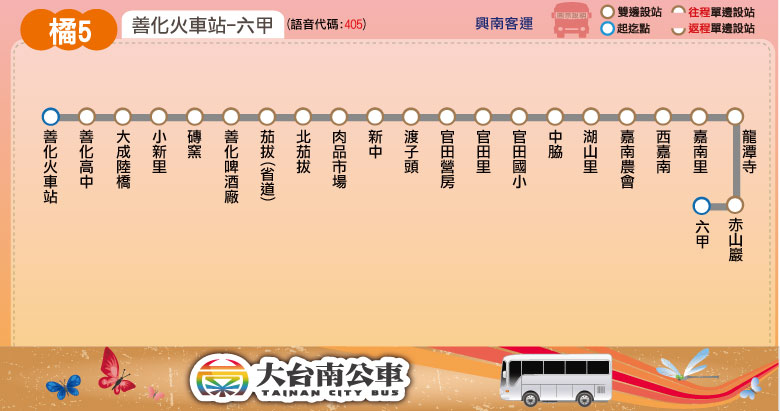 橘5
善化火車站-六甲
(語音代碼:405)
興南客運
雙邊設站
往程單邊設站
起迄點
返程單邊設站
善化火車站
善化高中
大成陸橋
小新里
磚窯
善化啤酒廠
茄拔(省道)
北茄拔
肉品市場
新中
渡子頭
官田營房
官田里
官田國小
中脇
湖山里
嘉南農會
西嘉南
嘉南里
龍潭寺
赤山巖
六甲
大台南公車
TAINAN CITY BUS